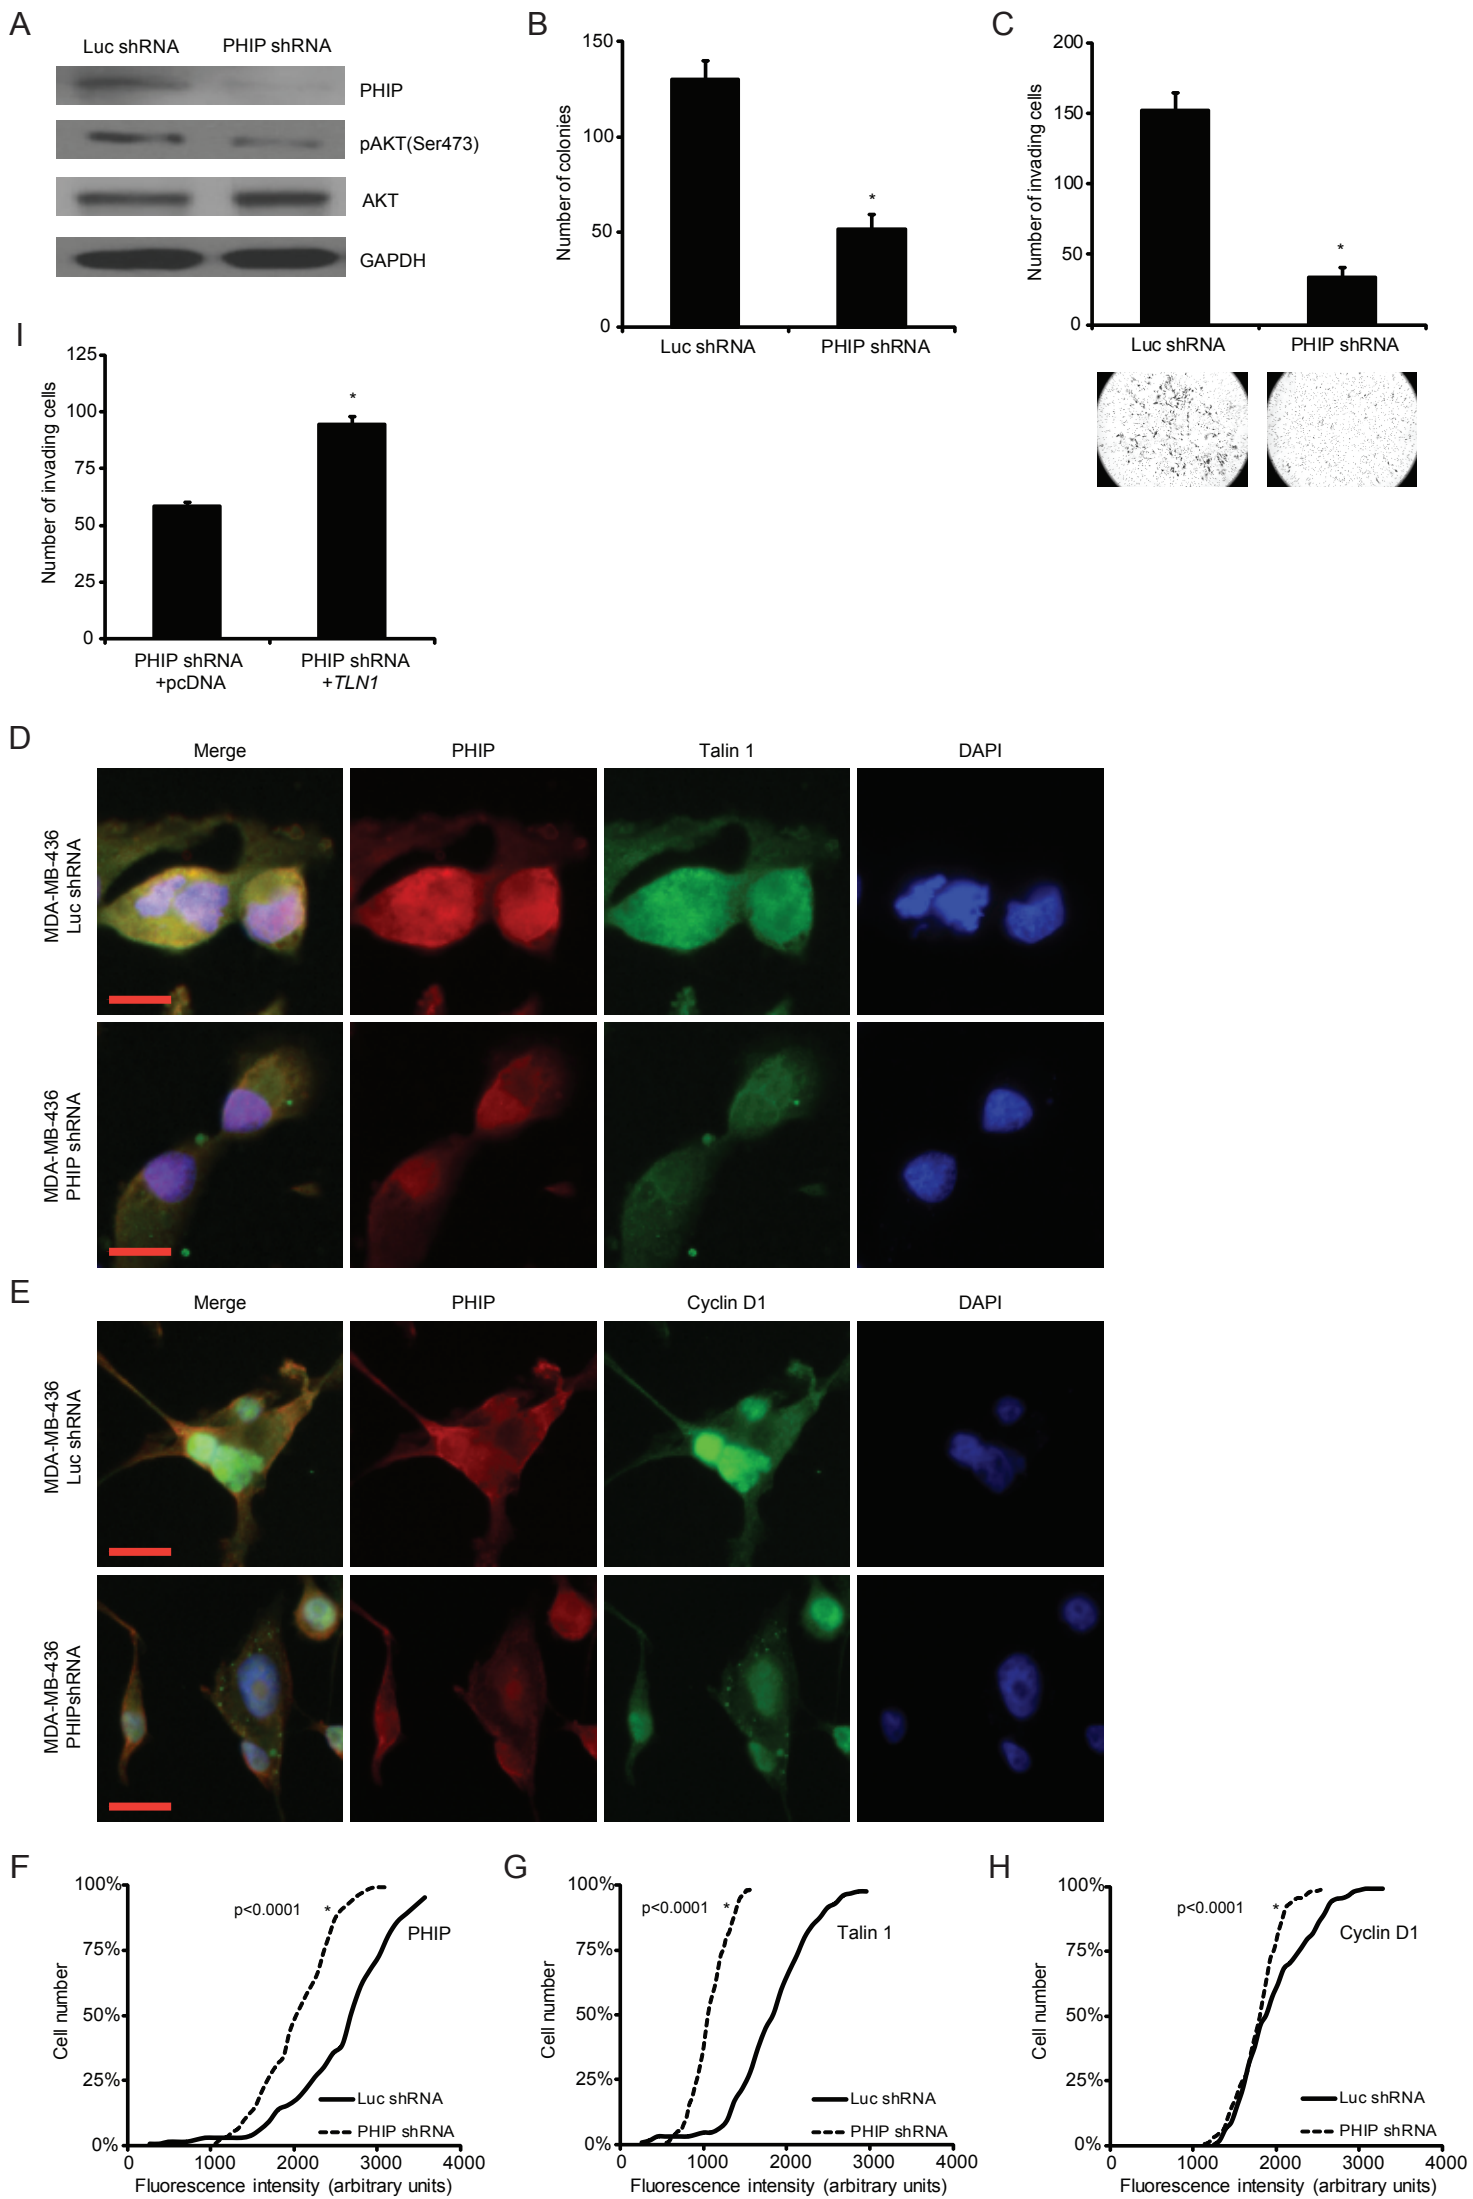 A
Luc shRNA PHIP shRNA
PHIP
pAKT(Ser473)
AKT
GAPDH
B
Number of colonies
150
100
50
0
Luc shRNA PHIP shRNA
*
C
Number of invading cells
200
150
100
50
0
Luc shRNA PHIP shRNA
*
I
Number of invading cells
125
100
75
50
25
0
*
PHIP shRNA
+pcDNA
PHIP shRNA
+TLN1
D
Merge PHIP Talin 1 DAPI
MDA-MB-436
Luc shRNA
MDA-MB-436
PHIP shRNA
E
Merge PHIP Cyclin D1 DAPI
MDA-MB-436
Luc shRNA
MDA-MB-436
PHIPshRNA
F
Cell number
100%
75%
50%
25%
0%
p<0.0001 *
PHIP
Luc shRNA
PHIP shRNA
0 1000 2000 3000 4000
Fluorescence intensity (arbitrary units)
G
Cell number
100%
75%
50%
25%
0%
p<0.0001 *
Talin 1
Luc shRNA
PHIP shRNA
0 1000 2000 3000 4000
Fluorescence intensity (arbitrary units)
H
Cell number
100%
75%
50%
25%
0%
p<0.0001 *
Cyclin D1
Luc shRNA
PHIP shRNA
0 1000 2000 3000 4000
Fluorescence intensity (arbitrary units)